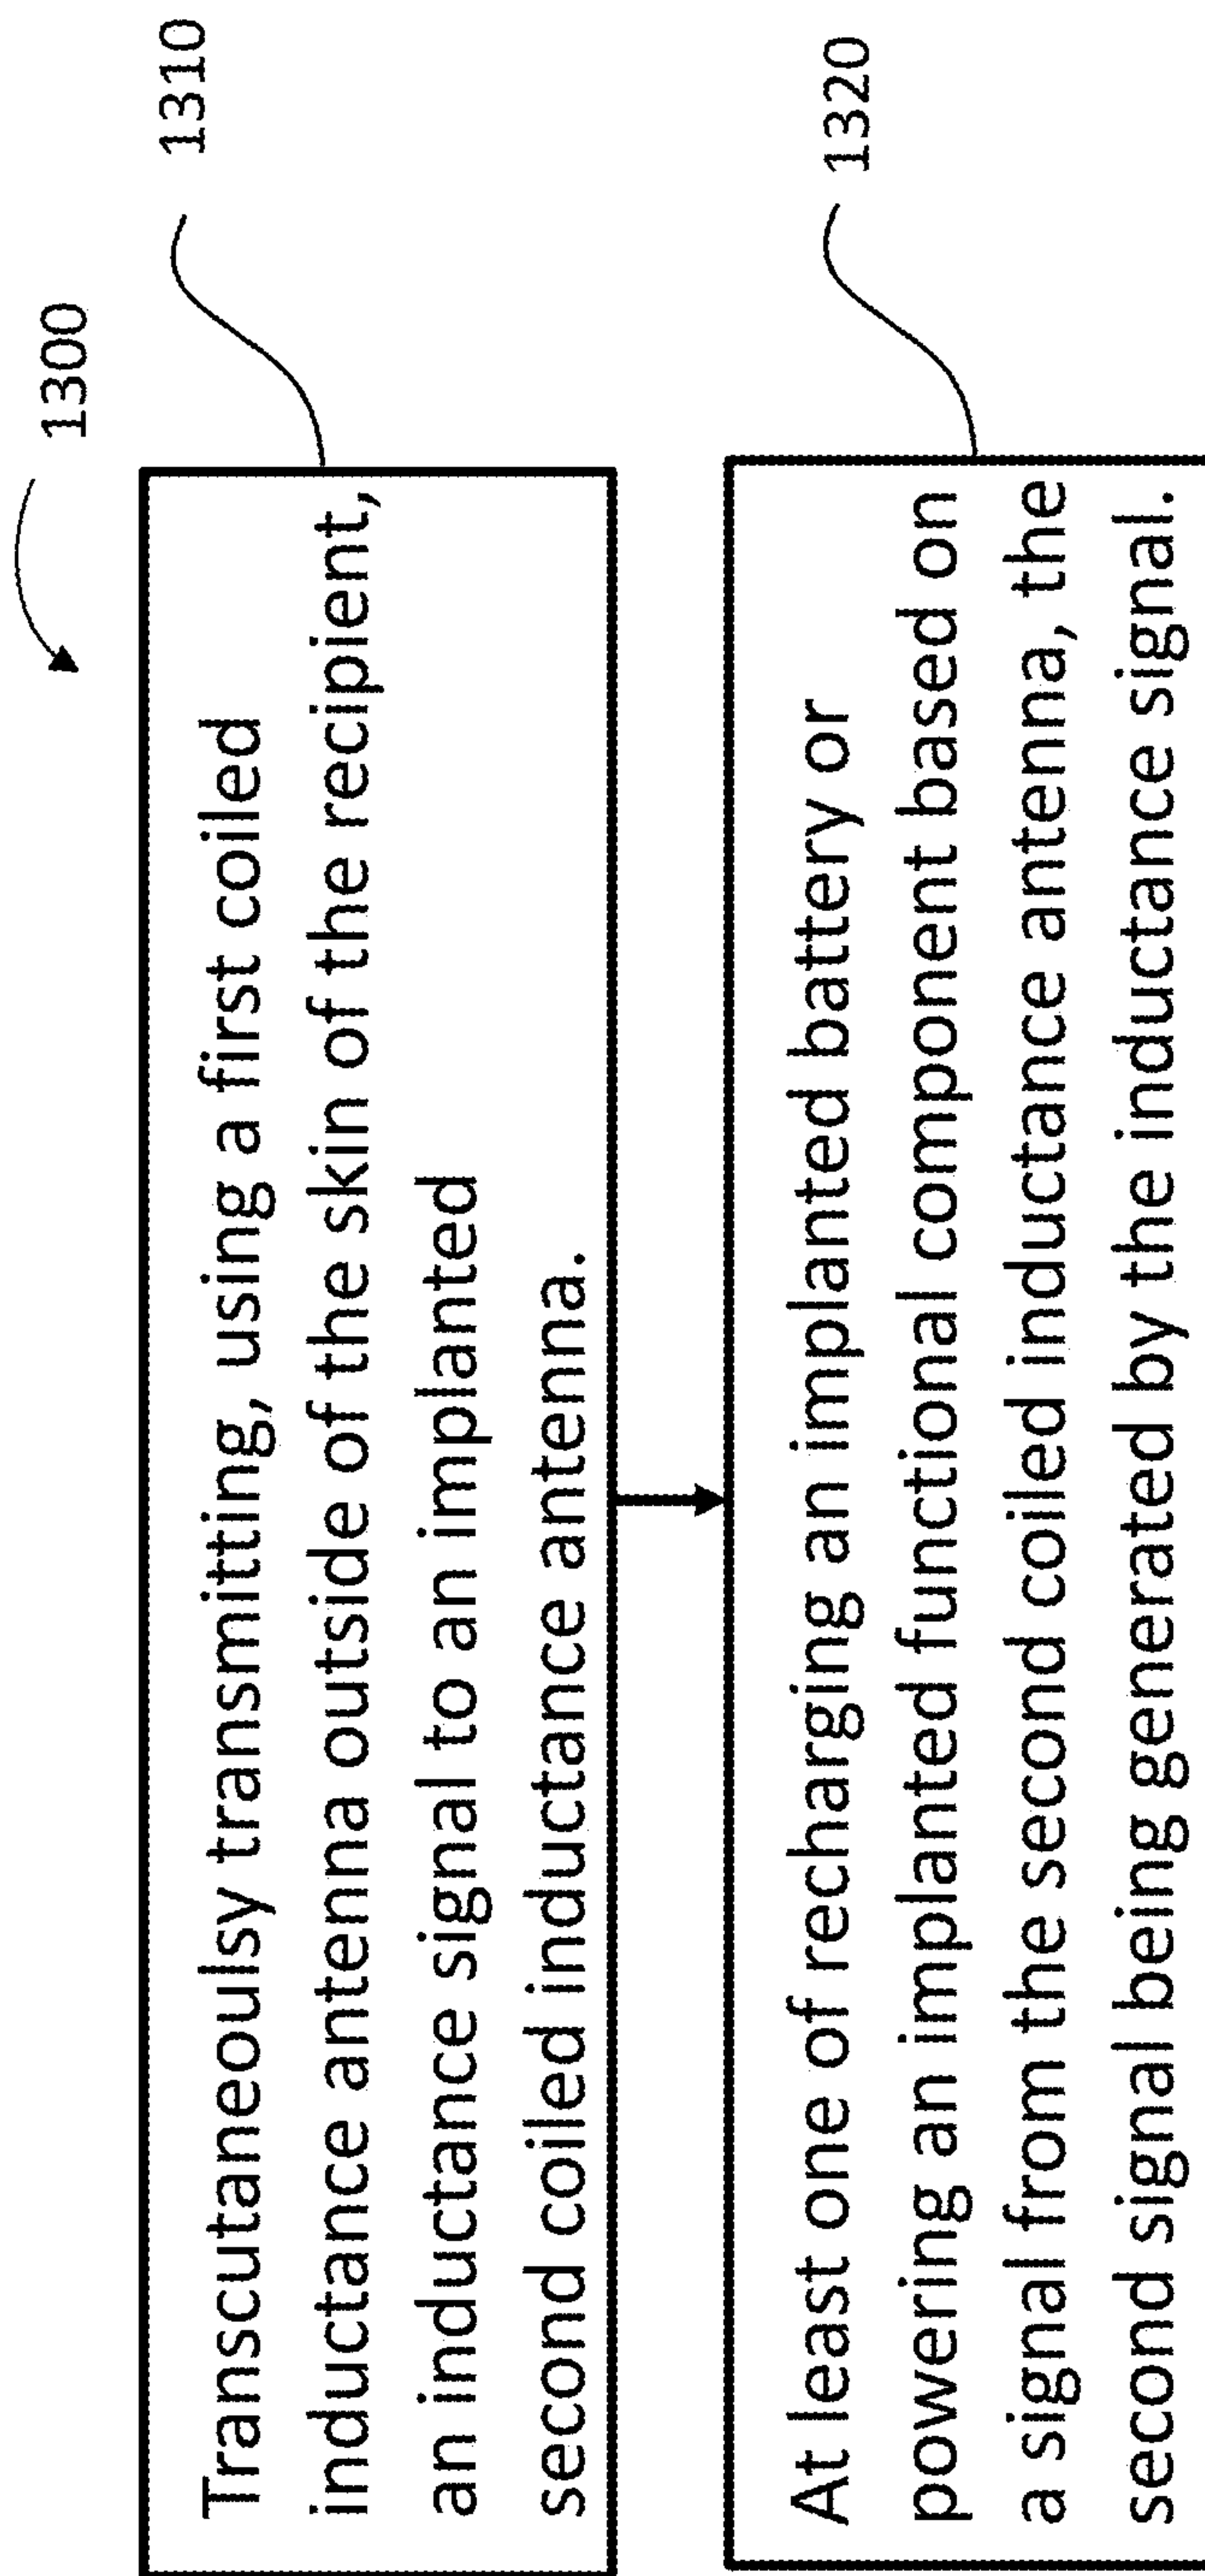 1300
1310
Transcutaneoulsy transmitting, using a first coiled
inductance antenna outside of the skin of the recipient,
an inductance signal to an implanted
second coiled inductance antenna.
1320
At least one of recharging an implanted battery or
powering an implanted functional component based on
a signal from the second coiled inductance antenna, the
second signal being generated by the inductance signal.